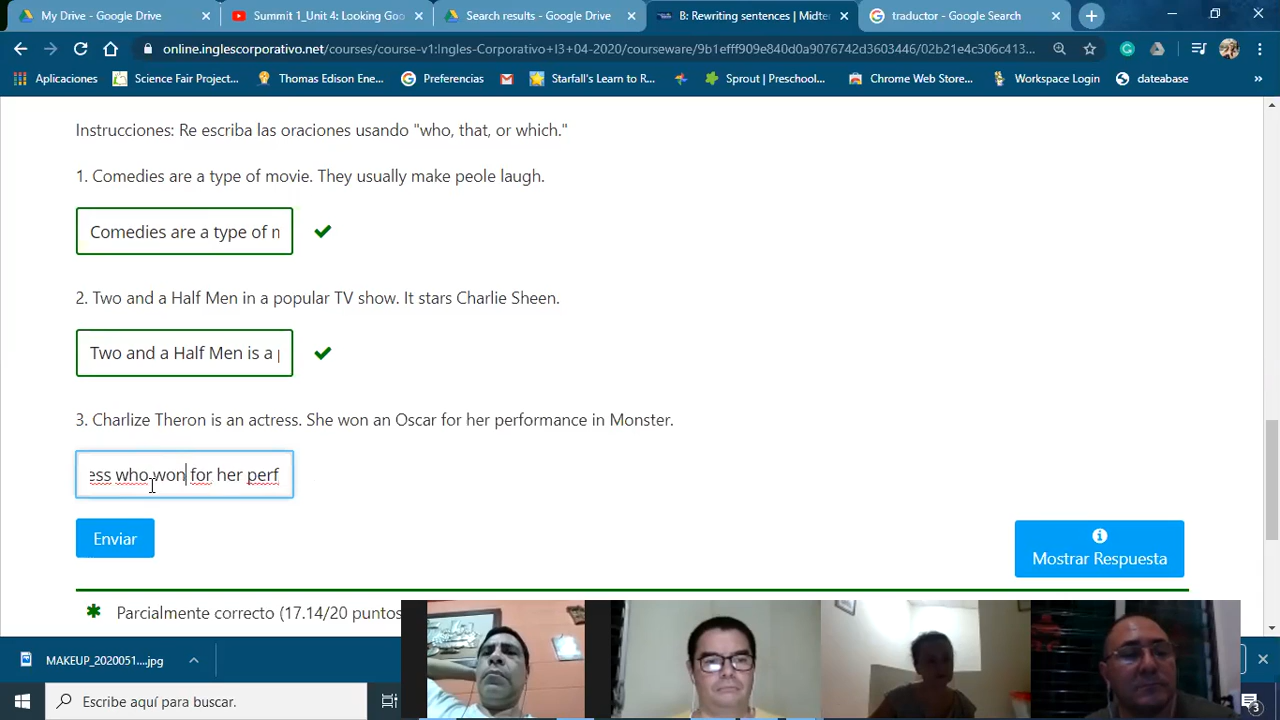 My Drive - Google Drive
Summit 1_Unit 4: Looking Go
Search results - Google Drive
B: Rewriting sentences | Midte
traductor - Google Search
online.inglescorporativo.net/courses/course-v1:Ingles-Corporativo+I3+04-2020/courseware/9b1efff909e840d0a9076742d3603446/02b21e4c306c413...
Aplicaciones
Science Fair Project...
Thomas Edison Ene...
Preferencias
Starfall's Learn to R...
Sprout | Preschool...
Chrome Web Store...
Workspace Login
dateabase
»
Instrucciones: Re escriba las oraciones usando "who, that, or which."
1. Comedies are a type of movie. They usually make peole laugh.
Comedies are a type of m
2. Two and a Half Men in a popular TV show. It stars Charlie Sheen.
Two and a Half Men is a p
3. Charlize Theron is an actress. She won an Oscar for her performance in Monster.
ess who won for her perf
Enviar
Mostrar Respuesta
Parcialmente correcto (17.14/20 puntos
MAKEUP_2020051....jpg
Escribe aquí para buscar.
3